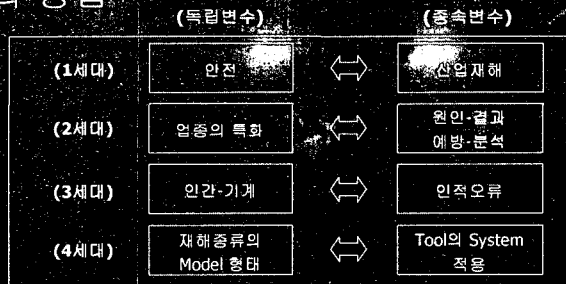 (독립변수) (종속변수)
(1세대) 안전 산업재해
(2세대) 업종의 특화 원인-결과
예방-분석
(3세대) 인간-기계 인적오류
(4세대) 재해종류의 Tool의 System
Model 형태 적용